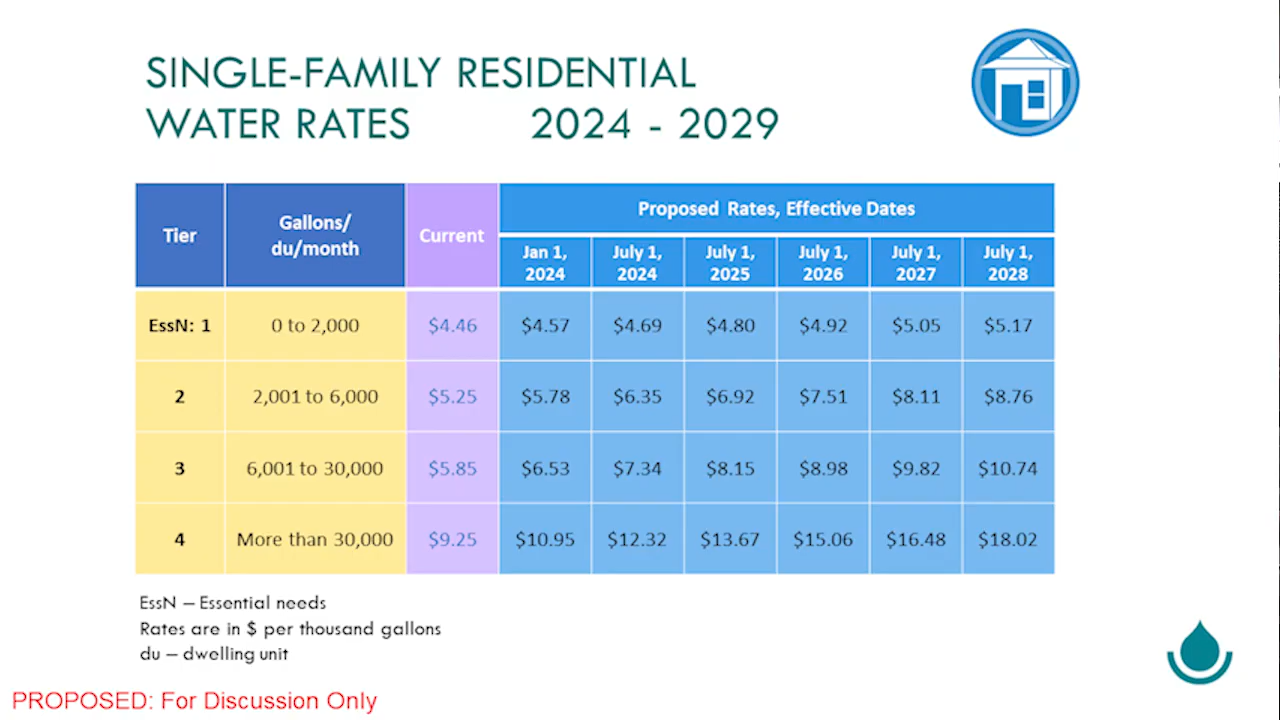 SINGLE-FAMILY RESIDENTIAL
WATER RATES 2024 - 2029
Tier Gallons/ du/month Current Proposed Rates, Effective Dates
Jan 1, 2024 July 1, 2024 July 1, 2025 July 1, 2026 July 1, 2027 July 1, 2028
EssN: 1 0 to 2,000 $4.46 $4.57 $4.69 $4.80 $4.92 $5.05 $5.17
2 2,001 to 6,000 $5.25 $5.78 $6.35 $6.92 $7.51 $8.11 $8.76
3 6,001 to 30,000 $5.85 $6.53 $7.34 $8.15 $8.98 $9.82 $10.74
4 More than 30,000 $9.25 $10.95 $12.32 $13.67 $15.06 $16.48 $18.02
EssN – Essential needs
Rates are in $ per thousand gallons
du – dwelling unit
PROPOSED: For Discussion Only